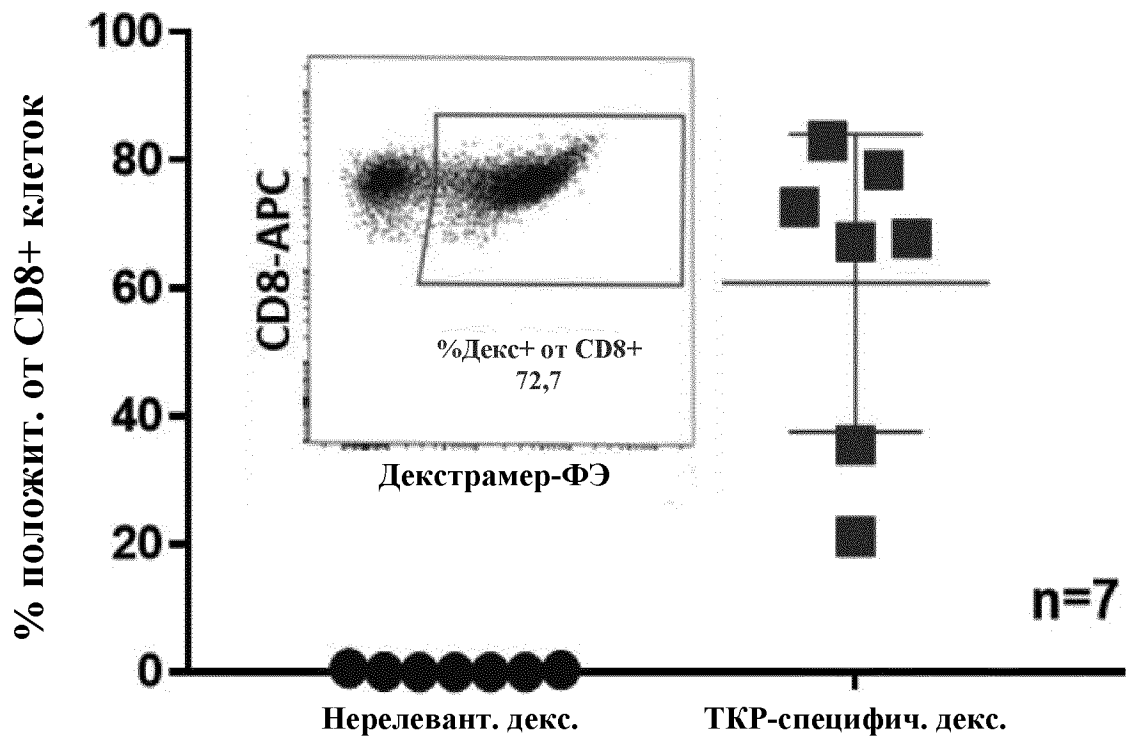 % положит. от CD8+ клеток
100
80
60
40
20
0
CD8-APC
%Декс+ от CD8+
72,7
Декстрамер-ФЭ
n=7
Нерелевант. декс.
ТКР-специфич. декс.